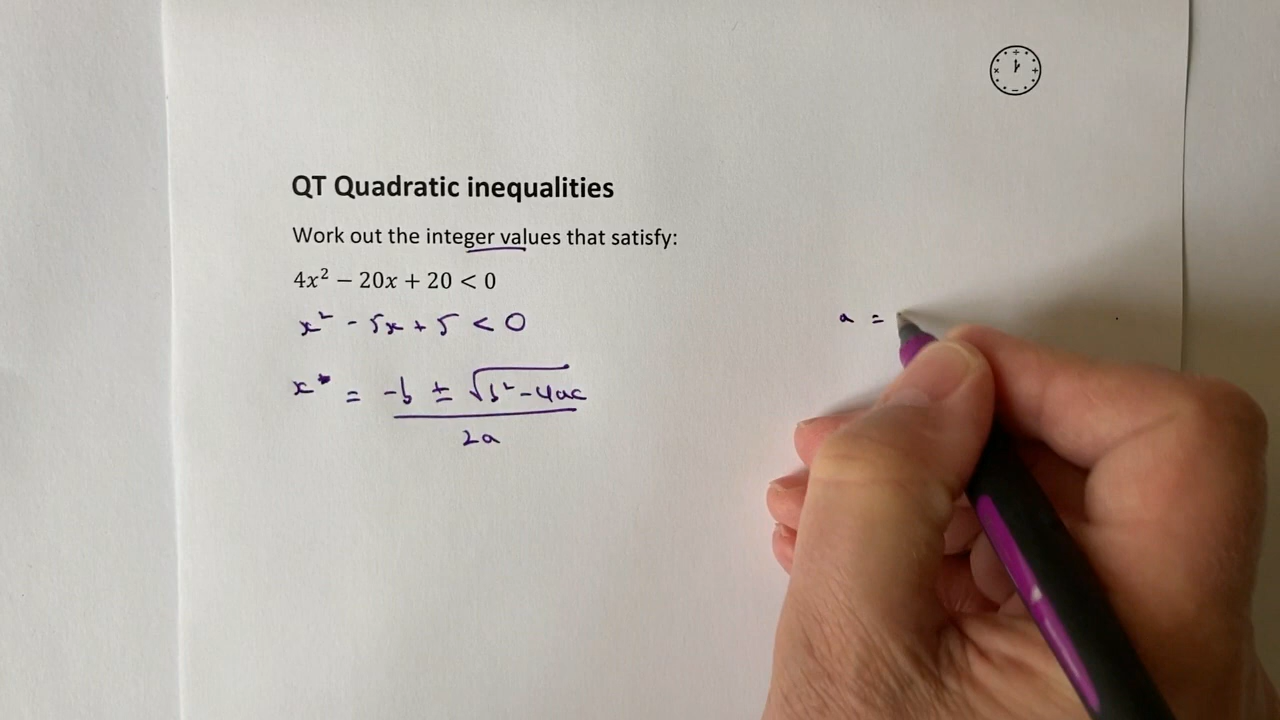 QT Quadratic inequalities
Work out the integer values that satisfy:
4x² − 20x + 20 < 0
x² - 5x + 5 < 0
x = -b ± √b² - 4ac
2a
a =